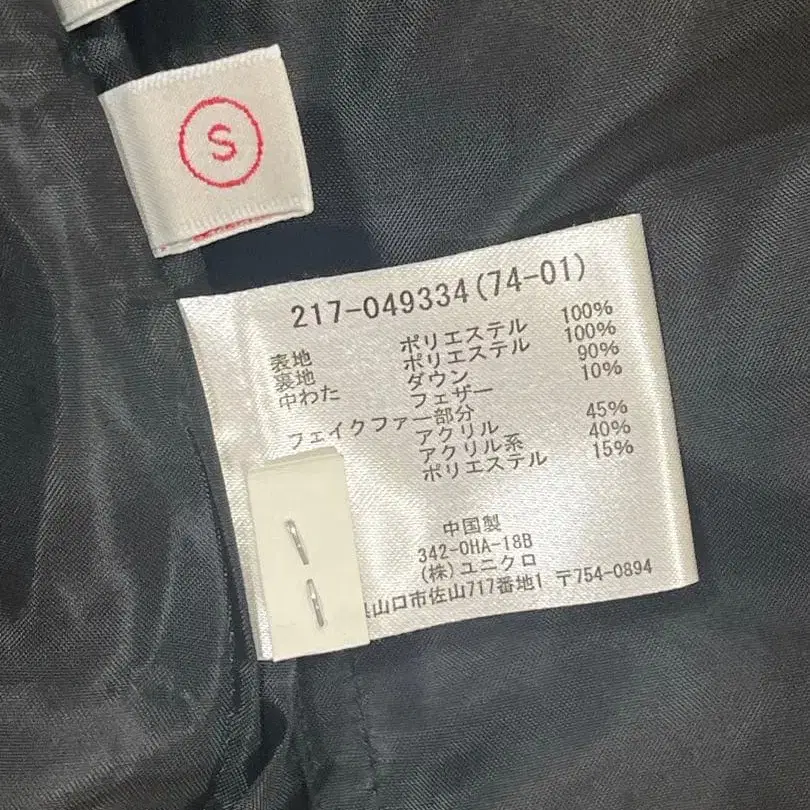 S
217-049334(74-01)
表地 ポリエステル 100%
裏地 ポリエステル 100%
中わた ダウン 90%
フェザー 10%
フェイクファー部分
アクリル 45%
アクリル系 40%
ポリエステル 15%
中国製
342-OHA-18B
(株)ユニクロ
山口市佐山717番地1 〒754-0894